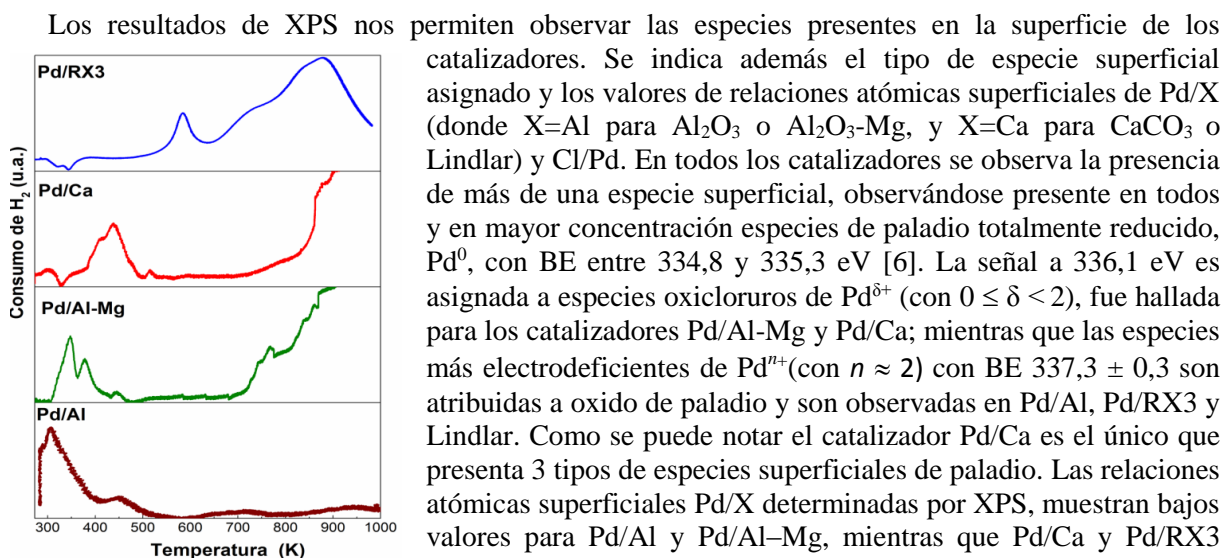 Los resultados de XPS nos permiten observar las especies presentes en la superficie de los
catalizadores. Se indica además el tipo de especie superficial
asignado y los valores de relaciones atómicas superficiales de Pd/X
(donde X=Al para Al₂O₃ o Al₂O₃-Mg, y X=Ca para CaCO₃ o
Lindlar) y Cl/Pd. En todos los catalizadores se observa la presencia
de más de una especie superficial, observándose presente en todos
y en mayor concentración especies de paladio totalmente reducido,
Pd⁰, con BE entre 334,8 y 335,3 eV [6]. La señal a 336,1 eV es
asignada a especies oxicloruros de Pd^δ+ (con 0 ≤ δ < 2), fue hallada
para los catalizadores Pd/Al-Mg y Pd/Ca; mientras que las especies
más electrodeficientes de Pdⁿ⁺(con n ≈ 2) con BE 337,3 ± 0,3 son
atribuidas a oxido de paladio y son observadas en Pd/Al, Pd/RX3 y
Lindlar. Como se puede notar el catalizador Pd/Ca es el único que
presenta 3 tipos de especies superficiales de paladio. Las relaciones
atómicas superficiales Pd/X determinadas por XPS, muestran bajos
valores para Pd/Al y Pd/Al–Mg, mientras que Pd/Ca y Pd/RX3
Consumo de H₂ (u.a.)
Pd/RX3
Pd/Ca
Pd/Al-Mg
Pd/Al
300 400 500 600 700 800 900 1000
Temperatura (K)